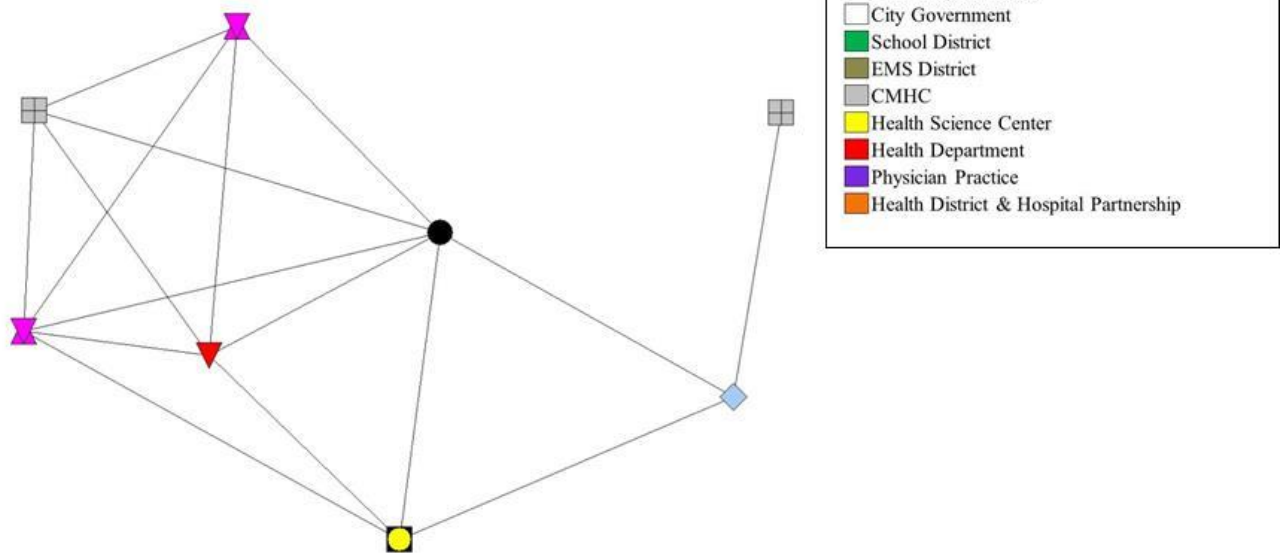 City Government
School District
EMS District
CMHC
Health Science Center
Health Department
Physician Practice
Health District & Hospital Partnership